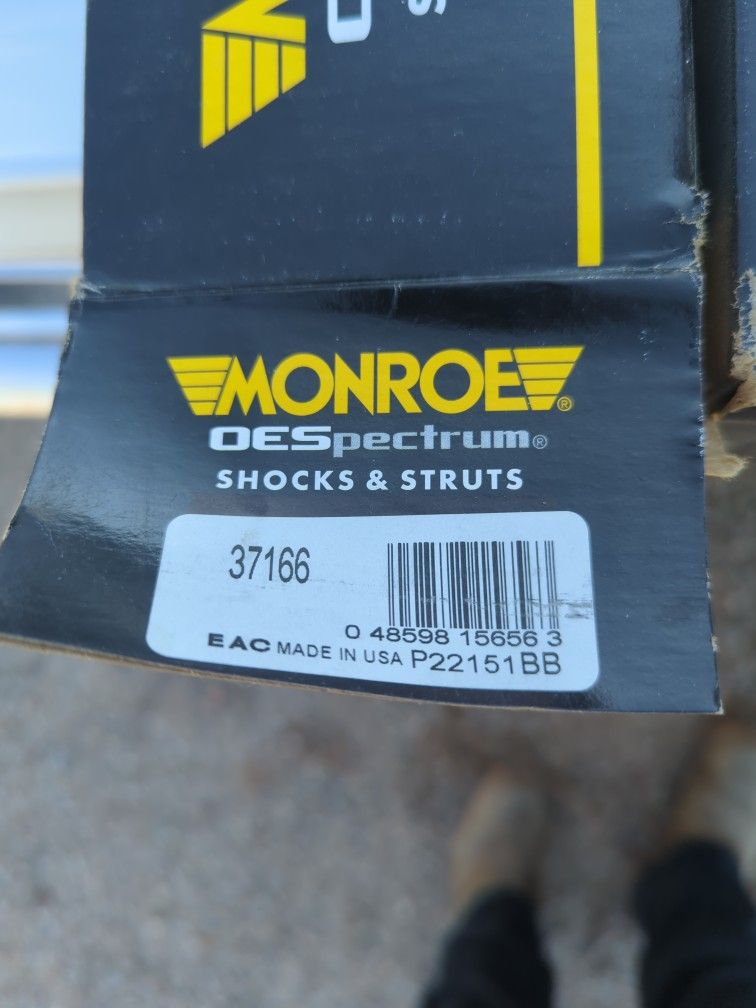 MONROE®
OESpectrum®
SHOCKS & STRUTS
37166
0 48598 15656 3
EAC MADE IN USA P22151BB